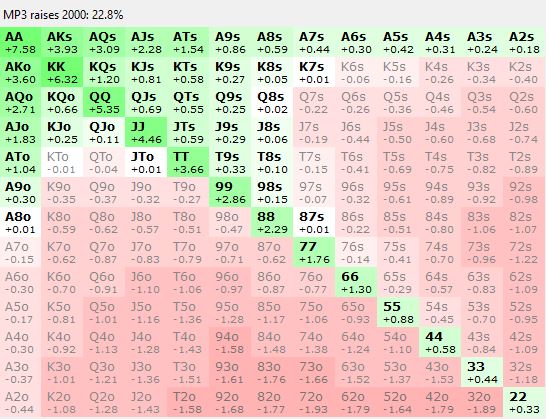 MP3 raises 2000: 22.8%
AA AKs AQs AJs ATs A9s A8s A7s A6s A5s A4s A3s A2s
+7.58 +3.93 +3.09 +2.28 +1.54 +0.86 +0.59 +0.44 +0.30 +0.42 +0.31 +0.24 +0.18
AKo KK KQs KJs KTs K9s K8s K7s K6s K5s K4s K3s K2s
+3.60 +6.32 +1.20 +0.81 +0.58 +0.27 +0.05 +0.01 -0.06 -0.16 -0.26 -0.34 -0.40
AQo KQo QQ QJs QTs Q9s Q8s Q7s Q6s Q5s Q4s Q3s Q2s
+2.71 +0.66 +5.35 +0.69 +0.55 +0.25 +0.02 -0.22 -0.26 -0.36 -0.46 -0.54 -0.60
AJo KJo QJo JJ JTs J9s J8s J7s J6s J5s J4s J3s J2s
+1.83 +0.25 +0.11 +4.46 +0.59 +0.29 +0.06 -0.19 -0.44 -0.50 -0.60 -0.68 -0.74
ATo KTo QTo JTo TT T9s T8s T7s T6s T5s T4s T3s T2s
+1.04 -0.01 -0.04 +0.01 +3.66 +0.33 +0.10 -0.15 -0.41 -0.69 -0.75 -0.82 -0.89
A9o K9o Q9o J9o T9o 99 98s 97s 96s 95s 94s 93s 92s
+0.30 -0.35 -0.37 -0.32 -0.27 +2.86 +0.15 -0.07 -0.32 -0.61 -0.89 -0.92 -0.98
A8o K8o Q8o J8o T8o 98o 88 87s 86s 85s 84s 83s 82s
+0.01 -0.59 -0.62 -0.57 -0.51 -0.47 +2.29 +0.01 -0.22 -0.51 -0.80 -1.06 -1.07
A7o K7o Q7o J7o T7o 97o 87o 77 76s 75s 74s 73s 72s
-0.15 -0.62 -0.87 -0.83 -0.79 -0.71 -0.62 +1.76 -0.14 -0.41 -0.70 -0.96 -1.22
A6o K6o Q6o J6o T6o 96o 86o 76o 66 65s 64s 63s 62s
-0.30 -0.70 -0.91 -1.10 -1.06 -0.97 -0.87 -0.77 +1.30 -0.29 -0.57 -0.83 -1.09
A5o K5o Q5o J5o T5o 95o 85o 75o 65o 55 54s 53s 52s
-0.17 -0.81 -1.01 -1.16 -1.36 -1.28 -1.17 -1.06 -0.93 +0.88 -0.45 -0.70 -0.95
A4o K4o Q4o J4o T4o 94o 84o 74o 64o 54o 44 43s 42s
-0.30 -0.92 -1.13 -1.28 -1.43 -1.58 -1.48 -1.38 -1.24 -1.10 +0.58 -0.84 -1.09
A3o K3o Q3o J3o T3o 93o 83o 73o 63o 53o 43o 33 32s
-0.37 -1.01 -1.21 -1.36 -1.51 -1.61 -1.76 -1.66 -1.52 -1.37 -1.53 +0.44 -1.18
A2o K2o Q2o J2o T2o 92o 82o 72o 62o 52o 42o 32o 22
-0.44 -1.08 -1.28 -1.43 -1.58 -1.68 -1.77 -1.93 -1.79 -1.64 -1.79 -1.89 +0.33